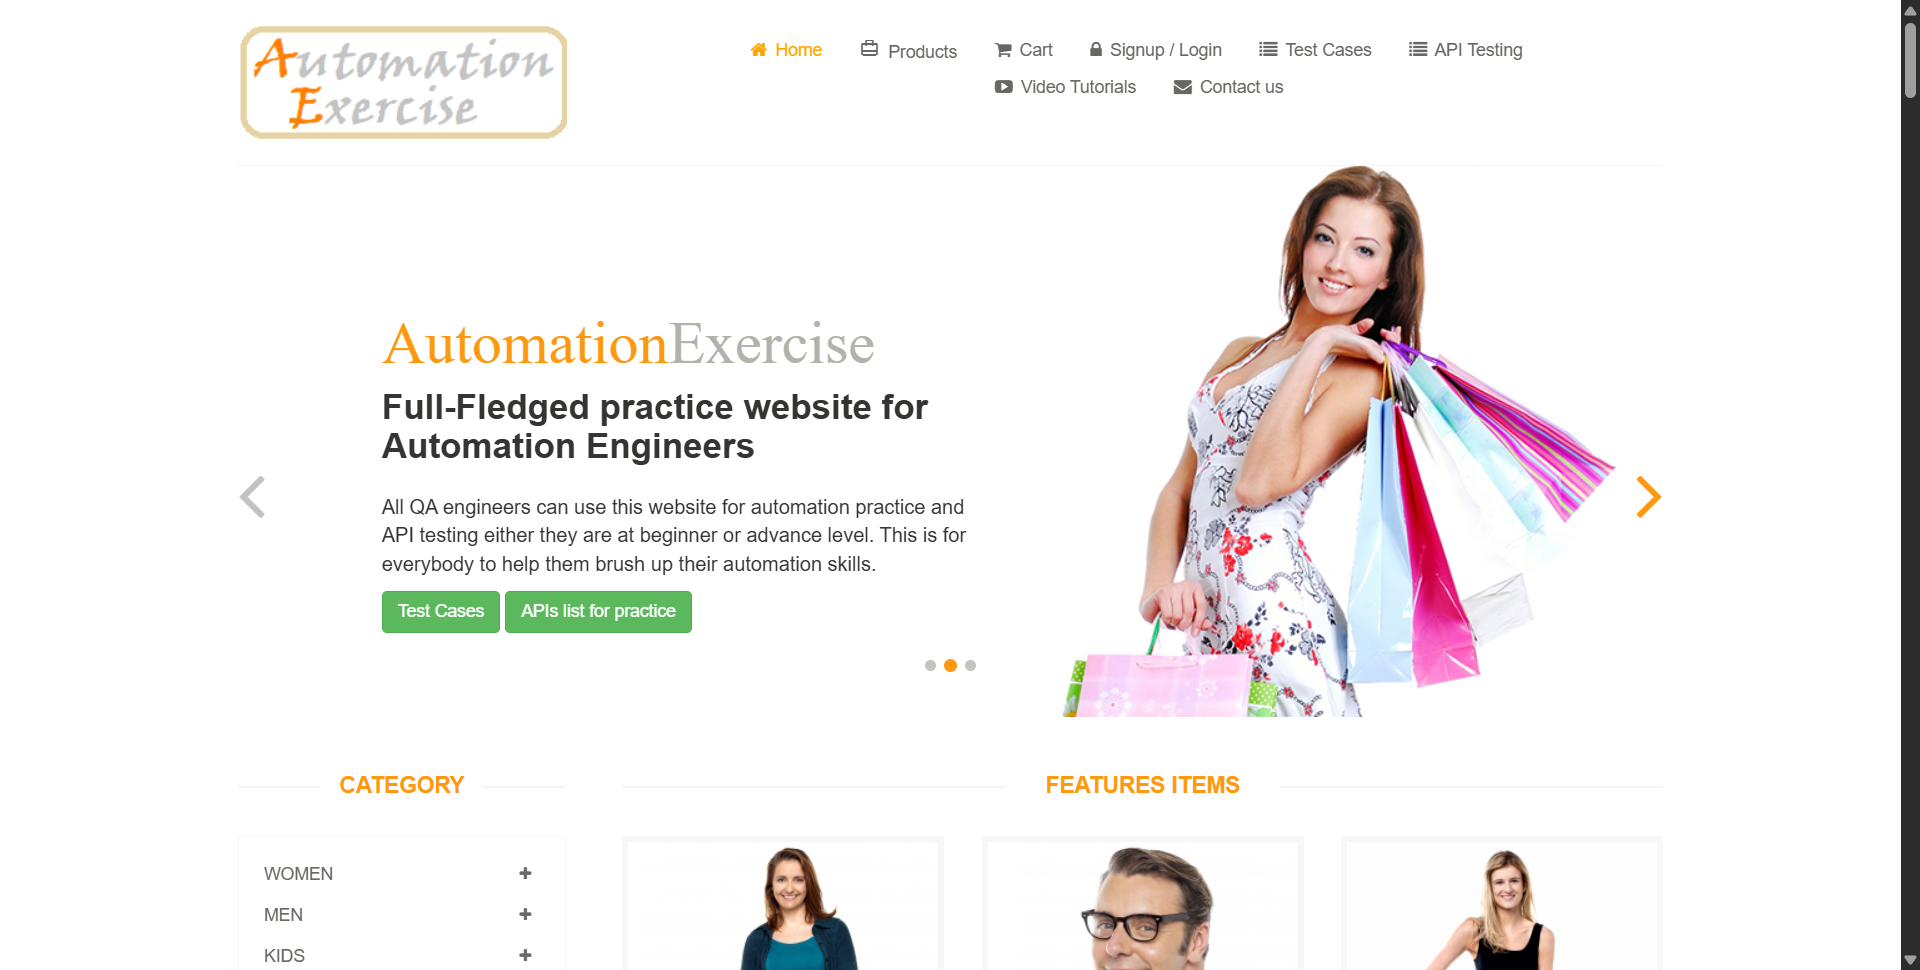 Automation
Exercise
Home
Products
Cart
Signup / Login
Test Cases
API Testing
Video Tutorials
Contact us
AutomationExercise
Full-Fledged practice website for
Automation Engineers
All QA engineers can use this website for automation practice and
API testing either they are at beginner or advance level. This is for
everybody to help them brush up their automation skills.
Test Cases
APIs list for practice
CATEGORY
WOMEN
MEN
KIDS
FEATURES ITEMS